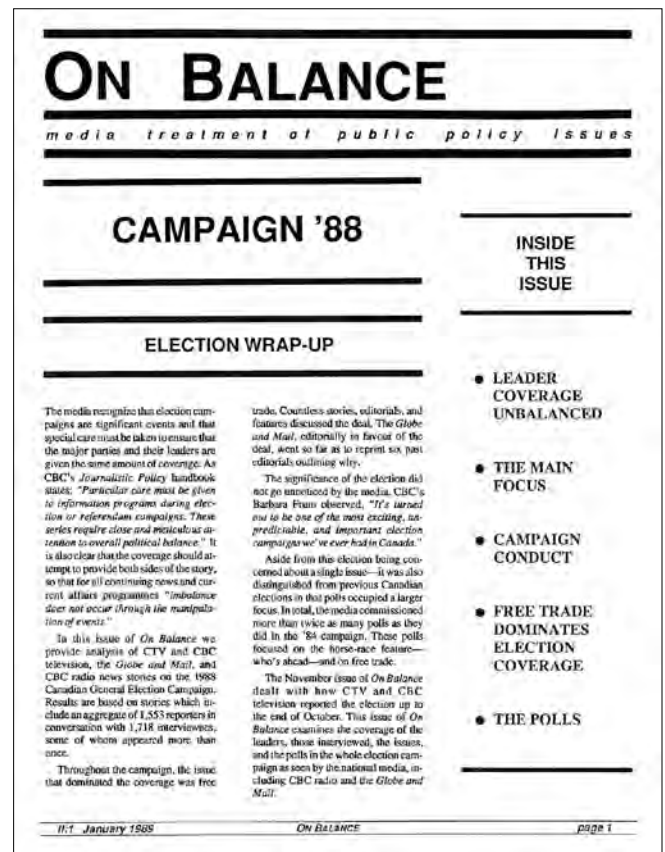 ON BALANCE
media treatment of public policy issues
CAMPAIGN '88
ELECTION WRAP-UP
The media recognize that election cam-
paigns are significant events and that
special care must be taken to ensure that
the major parties and their leaders are
given the same amount of coverage. As
CBC's Journalistic Policy handbook
states; "Particular care must be given
to information programs during elec-
tion or referendum campaigns. These
series require close and meticulous at-
tention to overall political balance." It
is also clear that the coverage should at-
tempt to provide both sides of the story,
so that for all continuing news and cur-
rent affairs programmes "imbalance
does not occur through the manipula-
tion of events."
In this issue of On Balance we
provide analysis of CTV and CBC
television, the Globe and Mail, and
CBC radio news stories on the 1988
Canadian General Election Campaign.
Results are based on stories which in-
clude an aggregate of 1,553 reporters in
conversation with 1,718 interviewees,
some of whom appeared more than
once.
Throughout the campaign, the issue
that dominated the coverage was free
trade. Countless stories, editorials, and
features discussed the deal. The Globe
and Mail, editorially in favour of the
deal, went so far as to reprint six past
editorials outlining why.
The significance of the election did
not go unnoticed by the media. CBC's
Barbara Frum observed, "It's turned
out to be one of the most exciting, un-
predictable, and important election
campaigns we've ever had in Canada."
Aside from this election being con-
cerned about a single issue—it was also
distinguished from previous Canadian
elections in that polls occupied a larger
focus. In total, the media commissioned
more than twice as many polls as they
did in the '84 campaign. These polls
focused on the horse-race feature—
who's ahead—and on free trade.
The November issue of On Balance
dealt with how CTV and CBC
television reported the election up to
the end of October. This issue of On
Balance examines the coverage of the
leaders, those interviewed, the issues,
and the polls in the whole election cam-
paign as seen by the national media, in-
cluding CBC radio and the Globe and
Mail.
INSIDE
THIS
ISSUE
• LEADER
COVERAGE
UNBALANCED
• THE MAIN
FOCUS
• CAMPAIGN
CONDUCT
• FREE TRADE
DOMINATES
ELECTION
COVERAGE
• THE POLLS
II:1 January 1989 ON BALANCE page 1